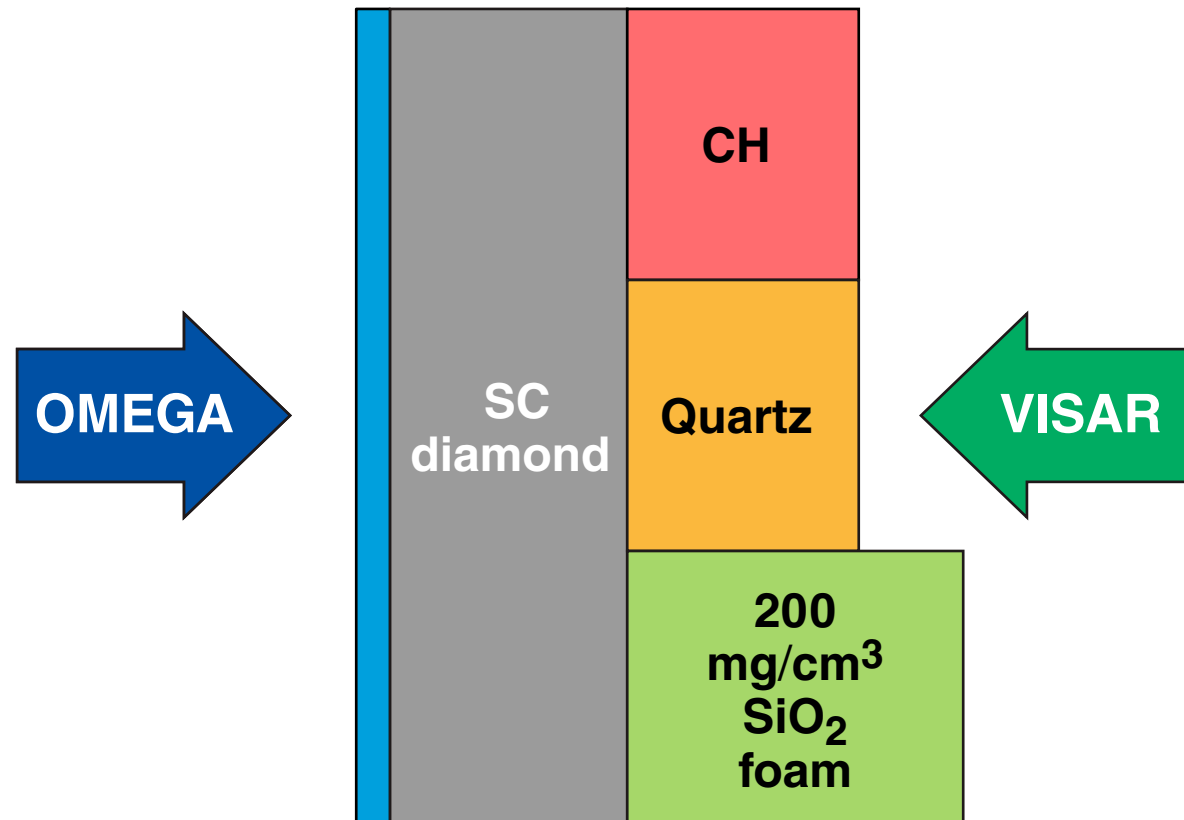 CH
OMEGA
SC
diamond
Quartz
VISAR
200
mg/cm³
SiO₂
foam